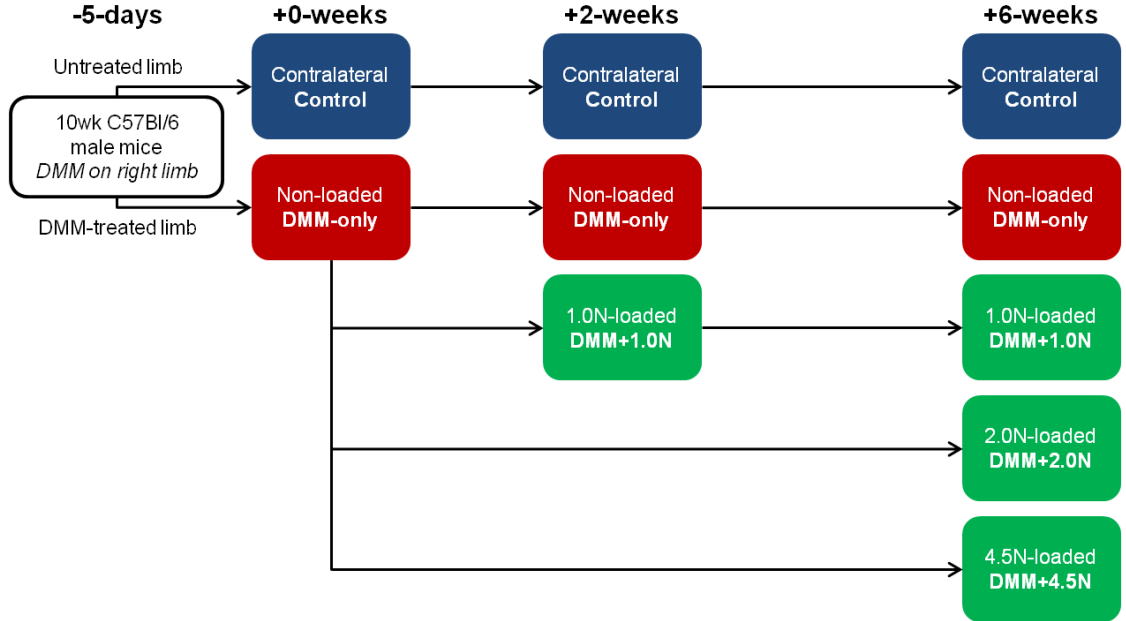 -5-days
+0-weeks
+2-weeks
+6-weeks
Untreated limb
10wk C57Bl/6
male mice
DMM on right limb
DMM-treated limb
Contralateral
Control
Contralateral
Control
Contralateral
Control
Non-loaded
DMM-only
Non-loaded
DMM-only
Non-loaded
DMM-only
1.0N-loaded
DMM+1.0N
1.0N-loaded
DMM+1.0N
2.0N-loaded
DMM+2.0N
4.5N-loaded
DMM+4.5N